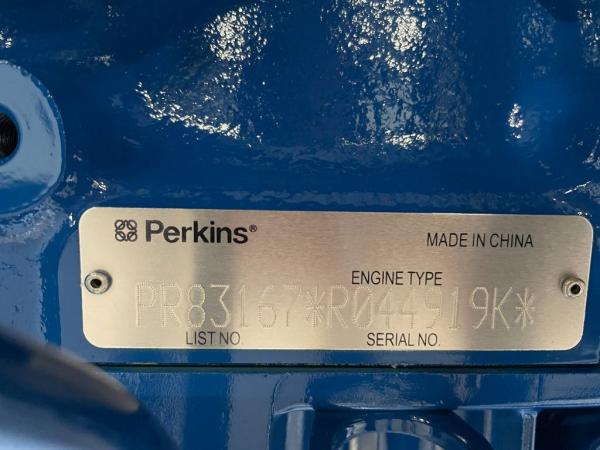 Perkins®
MADE IN CHINA
ENGINE TYPE
PR83167*R044919K*
LIST NO.
SERIAL NO.